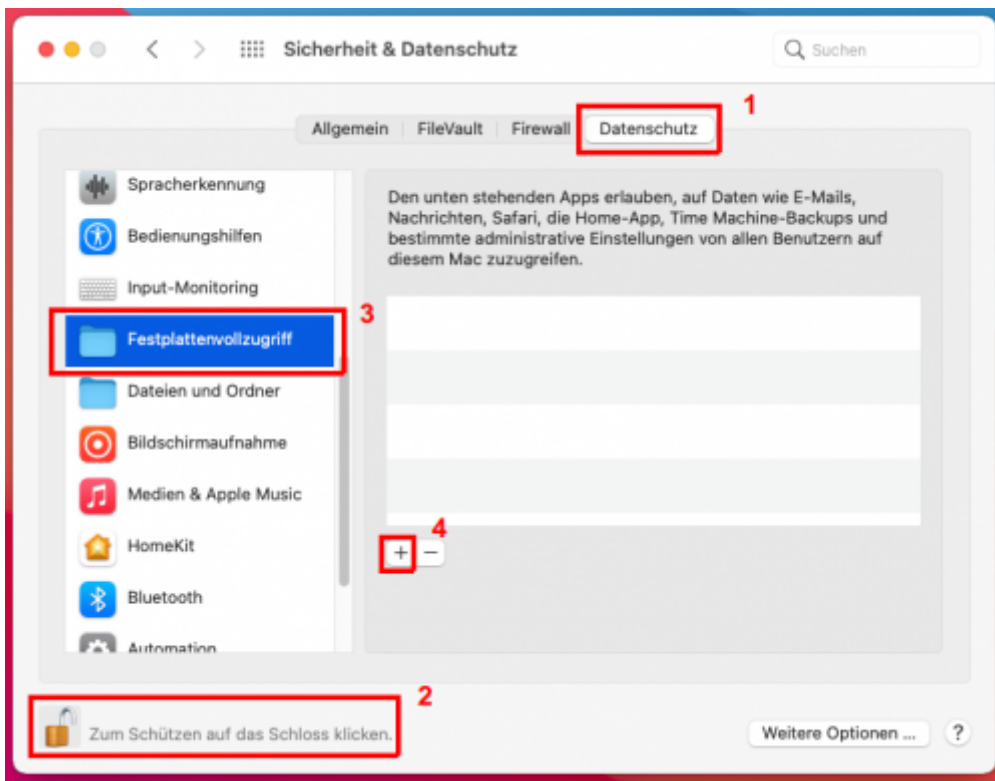 Sicherheit & Datenschutz
Suchen
1
Allgemein
FileVault
Firewall
Datenschutz
Spracherkennung
Bedienungshilfen
Input-Monitoring
3
Festplattenvollzugriff
Dateien und Ordner
Bildschirmaufnahme
Medien & Apple Music
HomeKit
Bluetooth
Automation
Den unten stehenden Apps erlauben, auf Daten wie E-Mails,
Nachrichten, Safari, die Home-App, Time Machine-Backups und
bestimmte administrative Einstellungen von allen Benutzern auf
diesem Mac zuzugreifen.
4
+ −
2
Zum Schützen auf das Schloss klicken.
Weitere Optionen ...
?